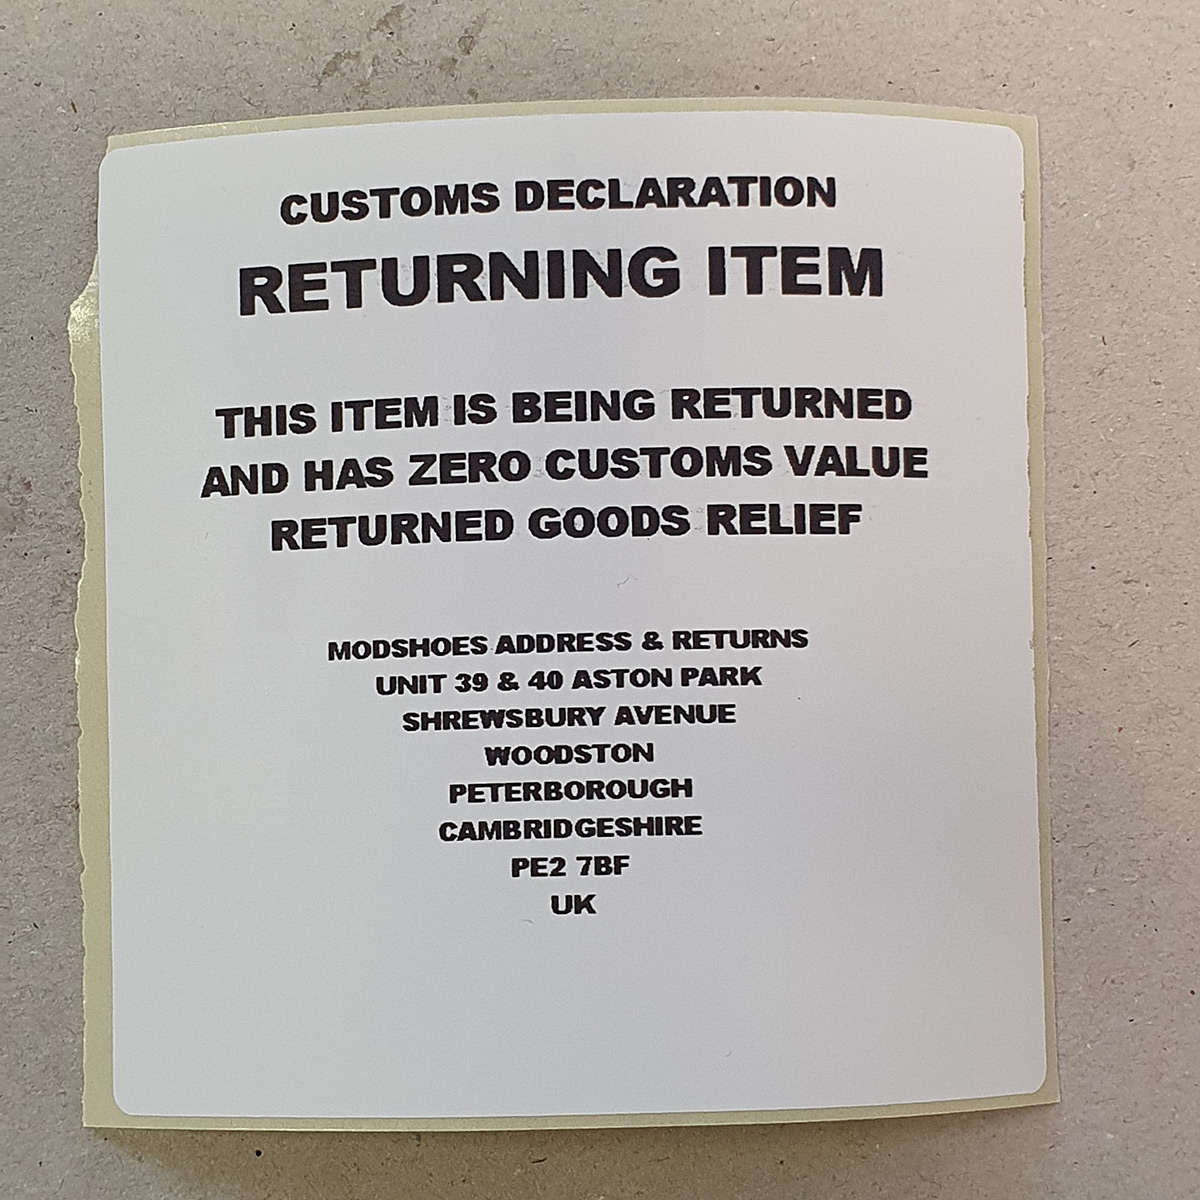 CUSTOMS DECLARATION
RETURNING ITEM
THIS ITEM IS BEING RETURNED
AND HAS ZERO CUSTOMS VALUE
RETURNED GOODS RELIEF
MODSHOES ADDRESS & RETURNS
UNIT 39 & 40 ASTON PARK
SHREWSBURY AVENUE
WOODSTON
PETERBOROUGH
CAMBRIDGESHIRE
PE2 7BF
UK